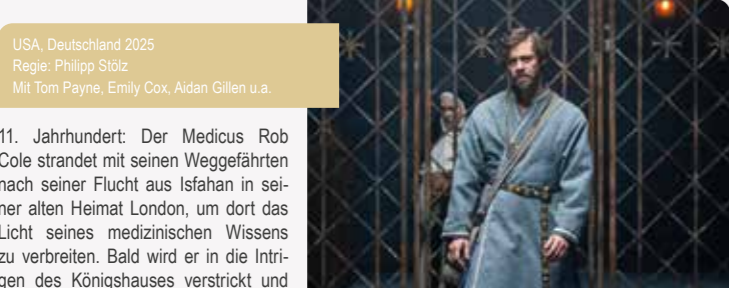 USA, Deutschland 2025
Regie: Philipp Stölz
Mit Tom Payne, Emily Cox, Aidan Gillen u.a.
11. Jahrhundert: Der Medicus Rob
Cole strandet mit seinen Weggefährten
nach seiner Flucht aus Isfahan in sei-
ner alten Heimat London, um dort das
Licht seines medizinischen Wissens
zu verbreiten. Bald wird er in die Intri-
gen des Königshauses verstrickt und